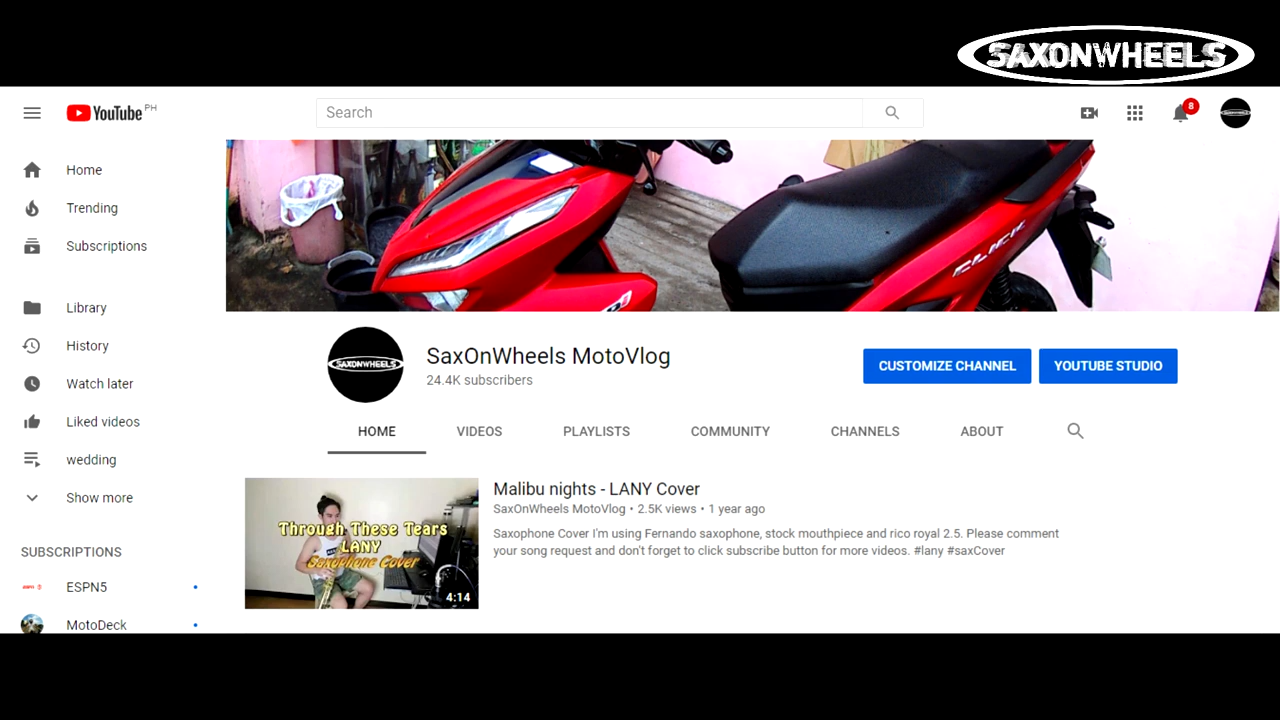 SAXONWHEELS
YouTube PH
Search
8
Home
Trending
Subscriptions
Library
History
Watch later
Liked videos
wedding
Show more
SUBSCRIPTIONS
ESPN5
MotoDeck
CLICK
SAXONWHEELS
SaxOnWheels MotoVlog
24.4K subscribers
CUSTOMIZE CHANNEL
YOUTUBE STUDIO
HOME VIDEOS PLAYLISTS COMMUNITY CHANNELS ABOUT
Through These Tears
LANY
Saxophone Cover
4:14
Malibu nights - LANY Cover
SaxOnWheels MotoVlog • 2.5K views • 1 year ago
Saxophone Cover I'm using Fernando saxophone, stock mouthpiece and rico royal 2.5. Please comment
your song request and don't forget to click subscribe button for more videos. #lany #saxCover